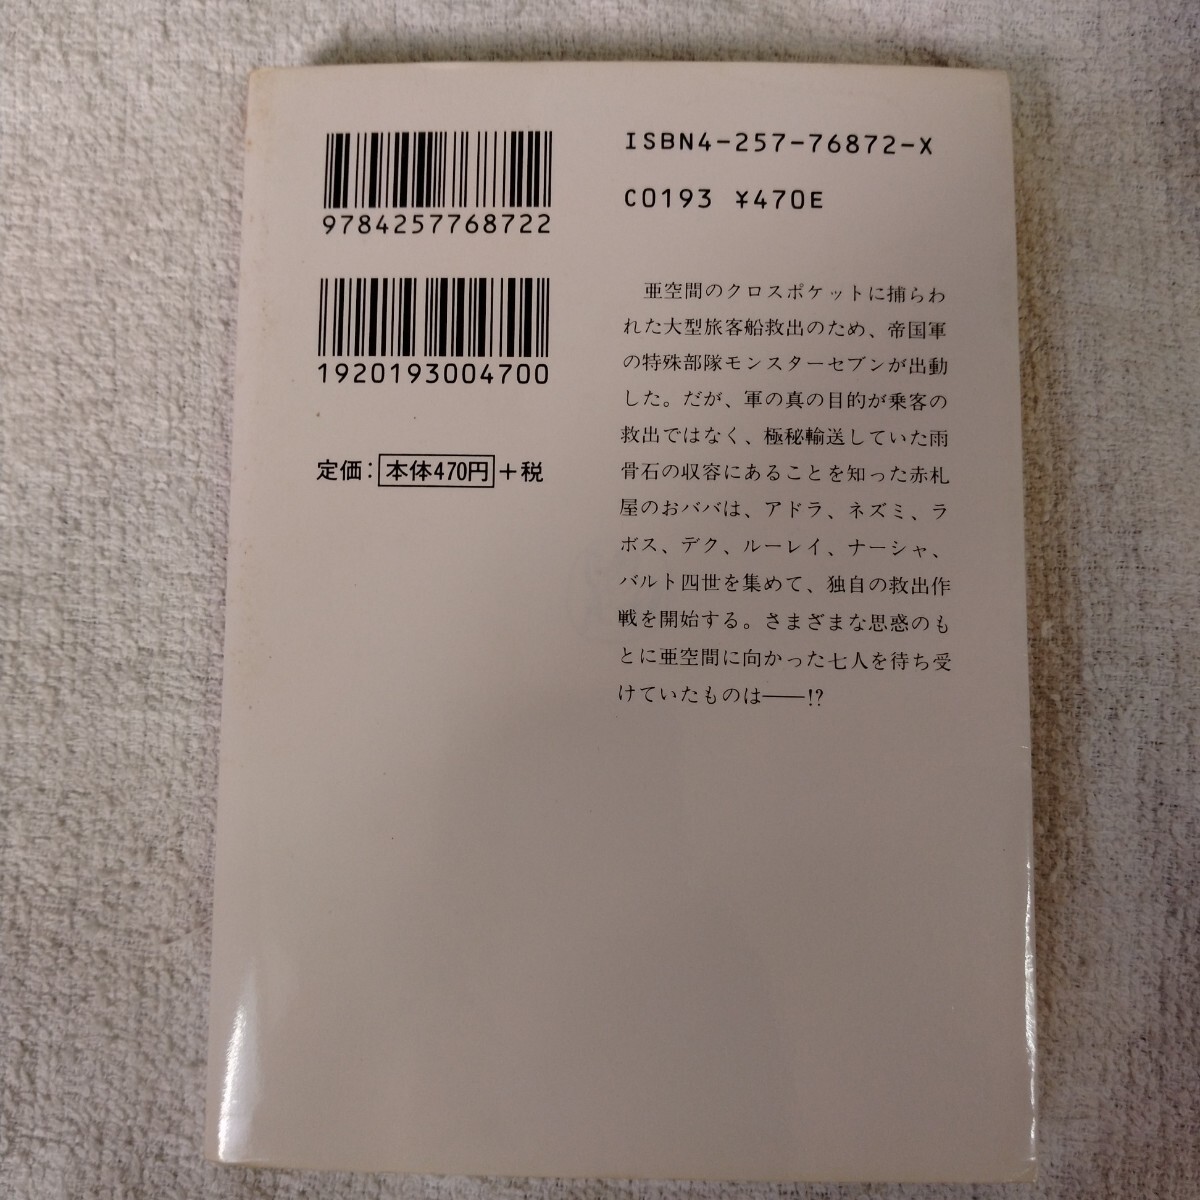 9784257768722
1920193004700
定価：本体470円＋税
ISBN4-257-76872-X
C0193 ¥470E
亜空間のクロスポケットに捕らわ
れた大型旅客船救出のため、帝国軍
の特殊部隊モンスターセブンが出動
した。だが、軍の真の目的が乗客の
救出ではなく、極秘輸送していた雨
骨石の収容にあることを知った赤札
屋のおババは、アドラ、ネズミ、ラ
ボス、デク、ルーレイ、ナーシャ、
バルト四世を集めて、独自の救出作
戦を開始する。さまざまな思惑のも
とに亜空間に向かった七人を待ち受
けていたものは――!?